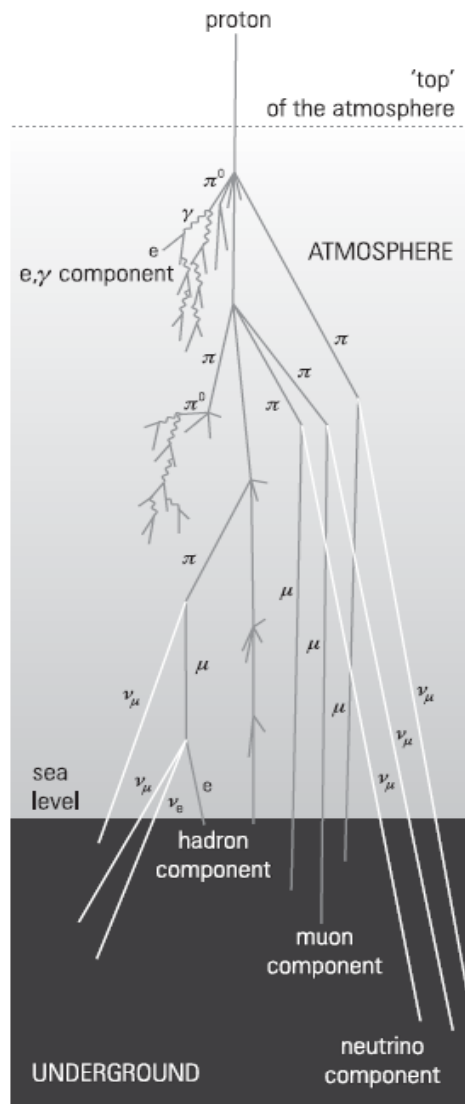 proton
'top'
of the atmosphere
π⁰
γ
e
e,γ component
ATMOSPHERE
π
π
π
π
π⁰
π
μ
μ
μ
μ
ν_μ
ν_μ
ν_μ
ν_μ
ν_μ
ν_e
e
sea
level
hadron
component
muon
component
UNDERGROUND
neutrino
component